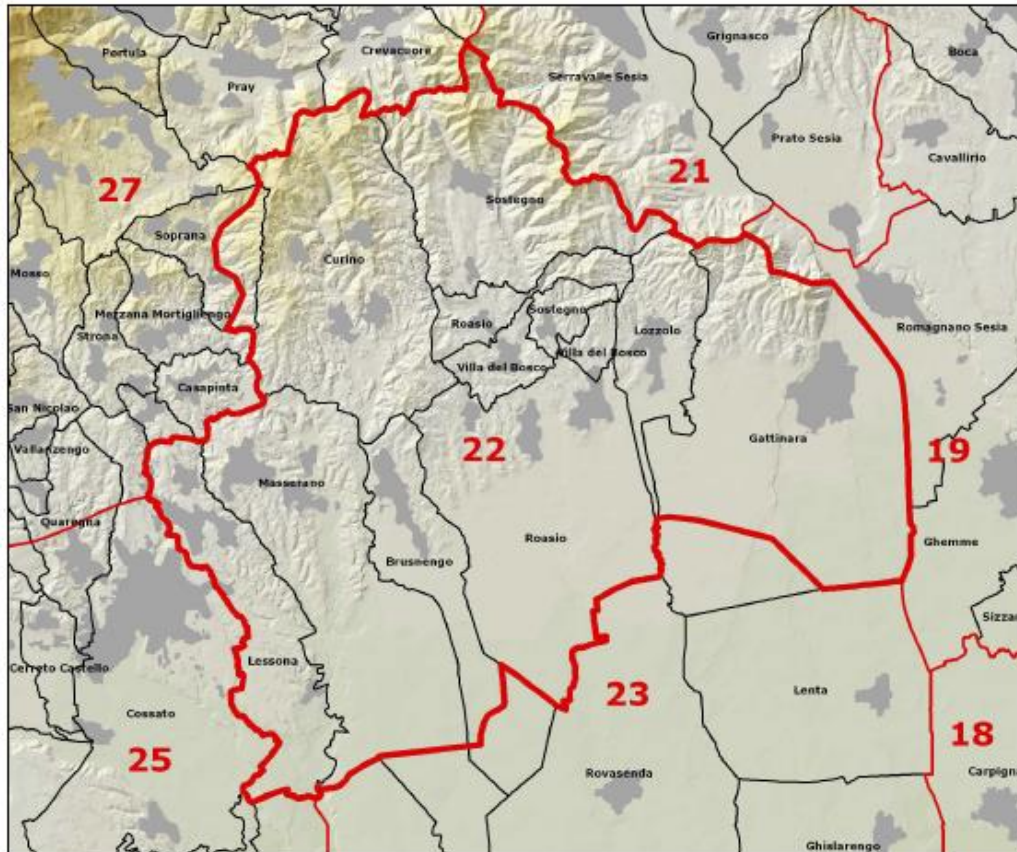 Portula
Crevacuore
Grignasco
Boca
Pray
Serravalle Sesia
Prato Sesia
Cavallirio
27
21
Sostegno
Soprana
Curino
Mosso
Mezzana Mortigliengo
Roasio
Sostegno
Lozzolo
Romagnano Sesia
Strona
Villa del Bosco
Villa del Bosco
Casapinta
San Nicolao
Vallanzengo
22
Gattinara
19
Masserano
Quaregna
Roasio
Ghemme
Brusnengo
Sizza
Cerreto Castello
Lessona
23
Lenta
Cossato
25
18
Rovasenda
Carpigna
Ghislarengo